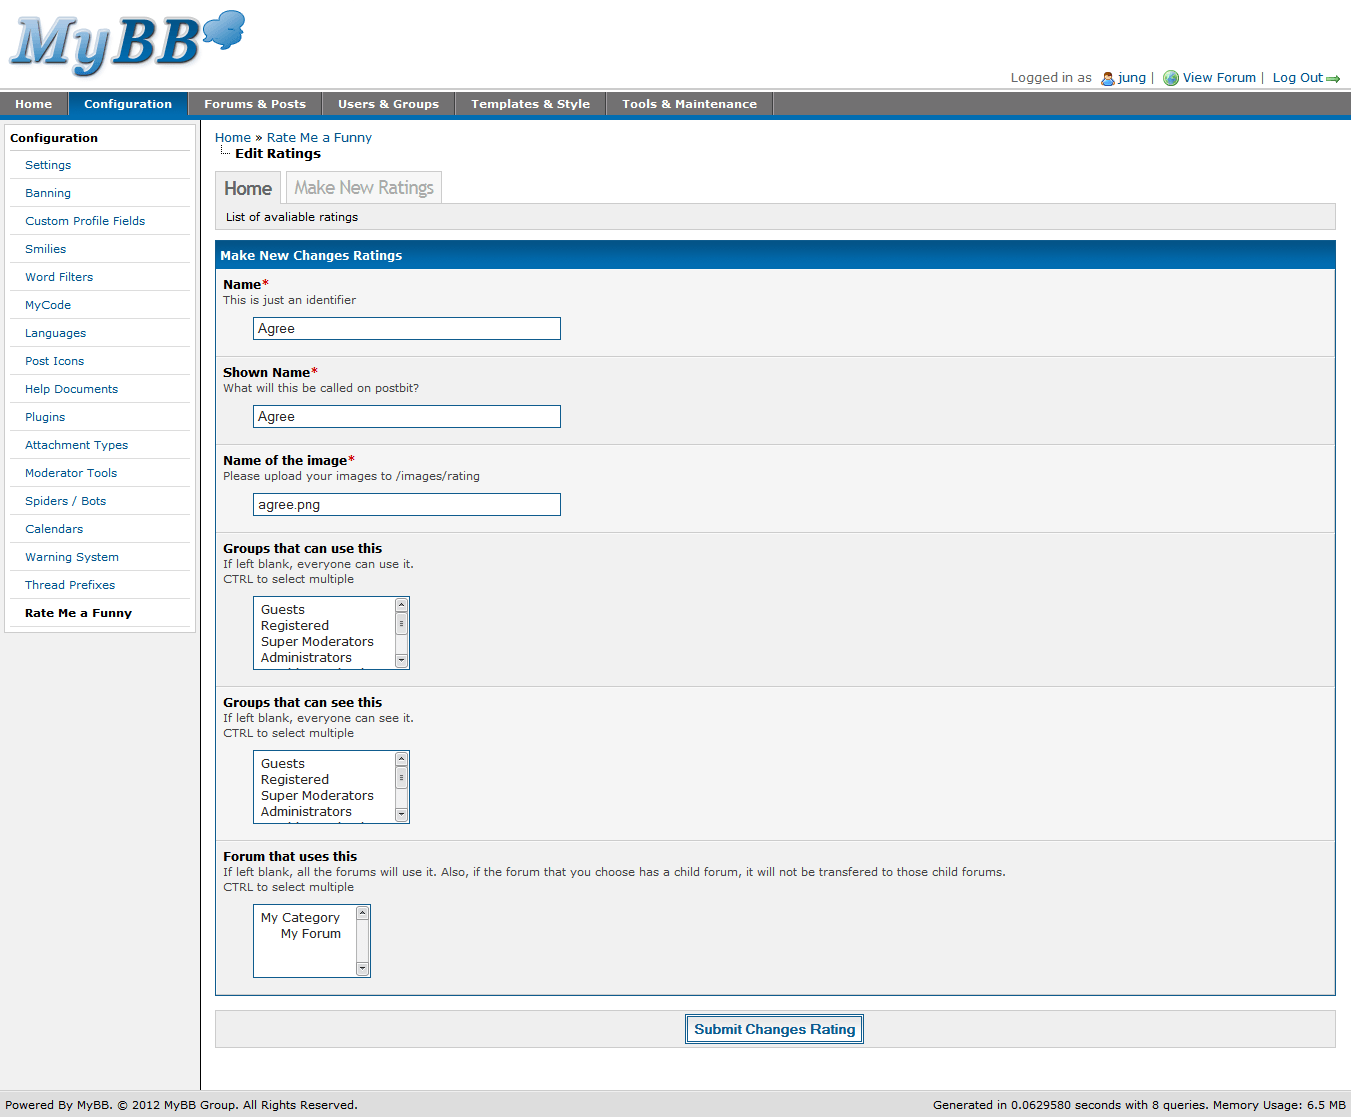 MyBB
Logged in as jung | View Forum | Log Out
Home Configuration Forums & Posts Users & Groups Templates & Style Tools & Maintenance
Configuration
Settings
Banning
Custom Profile Fields
Smilies
Word Filters
MyCode
Languages
Post Icons
Help Documents
Plugins
Attachment Types
Moderator Tools
Spiders / Bots
Calendars
Warning System
Thread Prefixes
Rate Me a Funny
Home » Rate Me a Funny
Edit Ratings
Home Make New Ratings
List of avaliable ratings
Make New Changes Ratings
Name*
This is just an identifier
Agree
Shown Name*
What will this be called on postbit?
Agree
Name of the image*
Please upload your images to /images/rating
agree.png
Groups that can use this
If left blank, everyone can use it.
CTRL to select multiple
Guests
Registered
Super Moderators
Administrators
Groups that can see this
If left blank, everyone can see it.
CTRL to select multiple
Guests
Registered
Super Moderators
Administrators
Forum that uses this
If left blank, all the forums will use it. Also, if the forum that you choose has a child forum, it will not be transfered to those child forums.
CTRL to select multiple
My Category
My Forum
Submit Changes Rating
Powered By MyBB. © 2012 MyBB Group. All Rights Reserved.
Generated in 0.0629580 seconds with 8 queries. Memory Usage: 6.5 MB